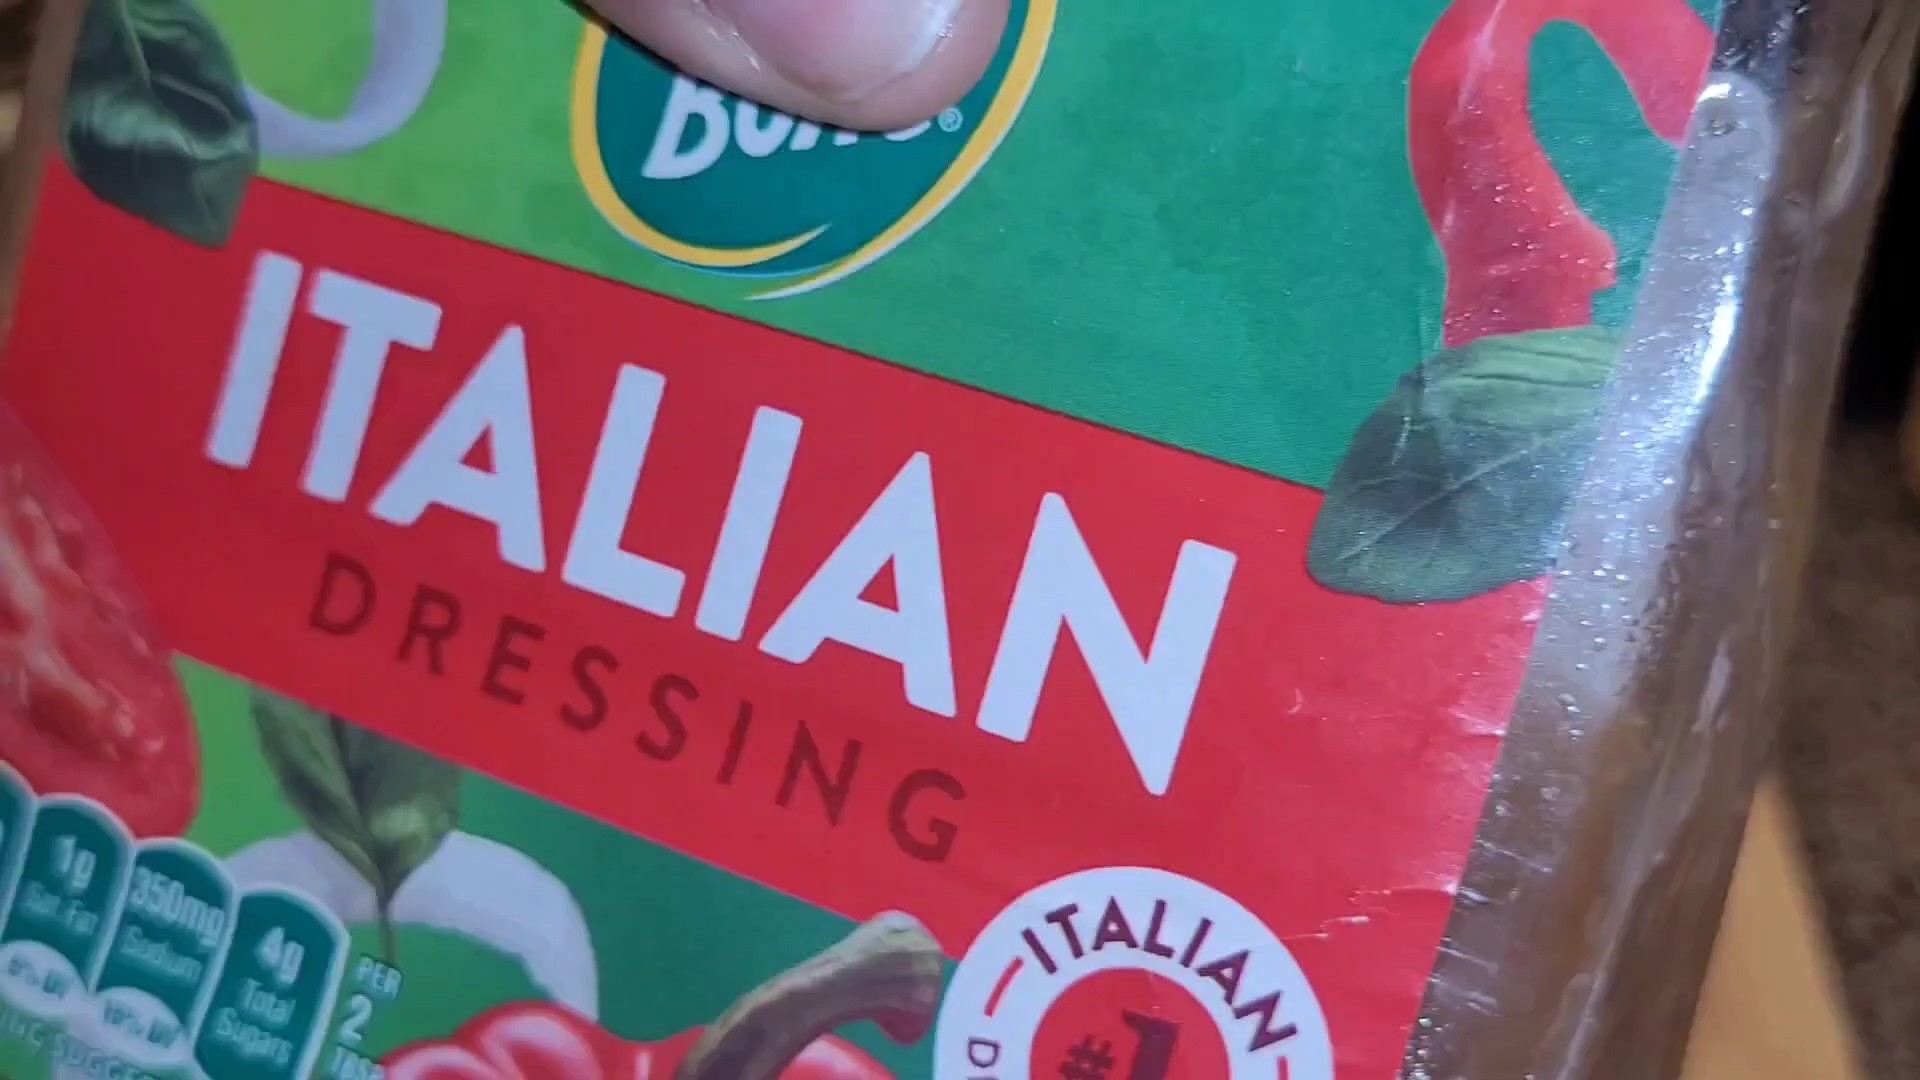 ITALIAN
DRESSING
1g
Sat Fat
350mg
Sodium
4g
Total
Sugars
PER
2
TBSP
ITALIAN
#1